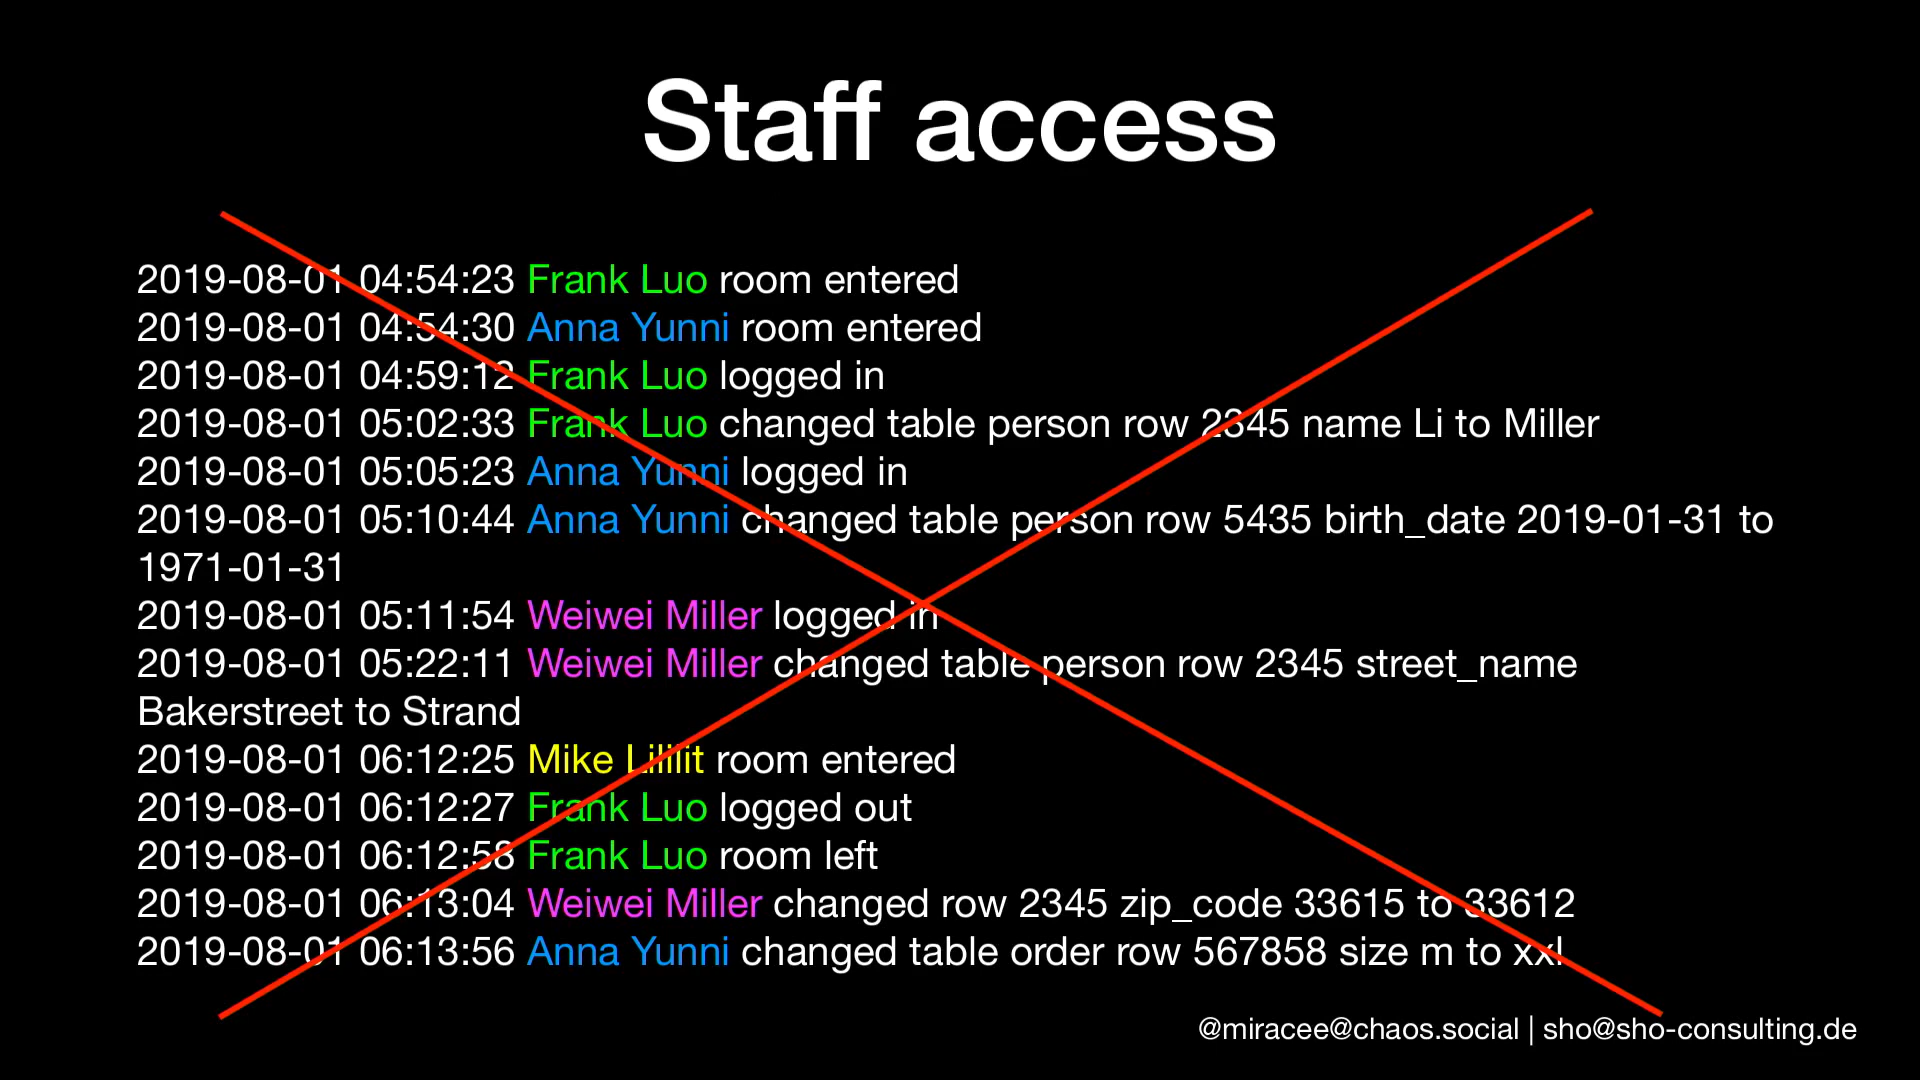 Staff access
2019-08-01 04:54:23 Frank Luo room entered
2019-08-01 04:54:30 Anna Yunni room entered
2019-08-01 04:59:12 Frank Luo logged in
2019-08-01 05:02:33 Frank Luo changed table person row 2345 name Li to Miller
2019-08-01 05:05:23 Anna Yunni logged in
2019-08-01 05:10:44 Anna Yunni changed table person row 5435 birth_date 2019-01-31 to
1971-01-31
2019-08-01 05:11:54 Weiwei Miller logged in
2019-08-01 05:22:11 Weiwei Miller changed table person row 2345 street_name
Bakerstreet to Strand
2019-08-01 06:12:25 Mike Lililit room entered
2019-08-01 06:12:27 Frank Luo logged out
2019-08-01 06:12:58 Frank Luo room left
2019-08-01 06:13:04 Weiwei Miller changed row 2345 zip_code 33615 to 33612
2019-08-01 06:13:56 Anna Yunni changed table order row 567858 size m to xxl
@miracee@chaos.social | sho@sho-consulting.de